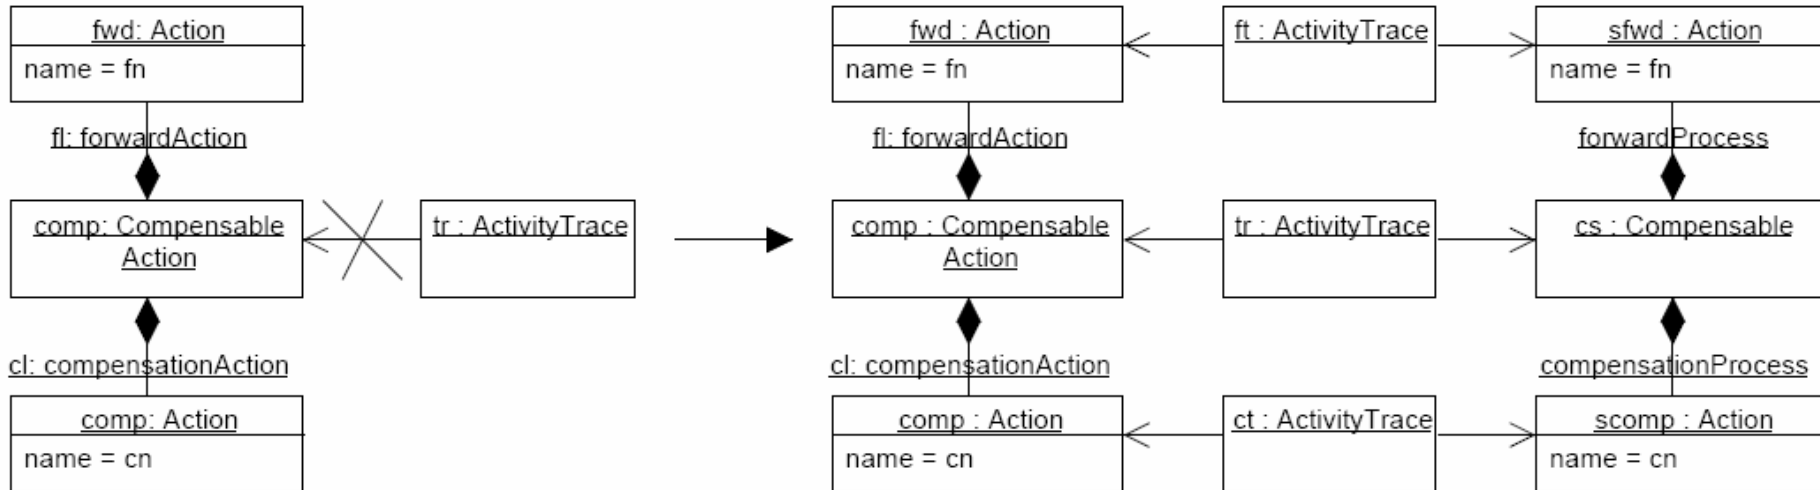 fwd: Action
name = fn
fl: forwardAction
comp: Compensable
Action
tr : ActivityTrace
cl: compensationAction
comp: Action
name = cn
fwd : Action
name = fn
ft : ActivityTrace
sfwd : Action
name = fn
fl: forwardAction
forwardProcess
comp : Compensable
Action
tr : ActivityTrace
cs : Compensable
cl: compensationAction
compensationProcess
comp : Action
name = cn
ct : ActivityTrace
scomp : Action
name = cn